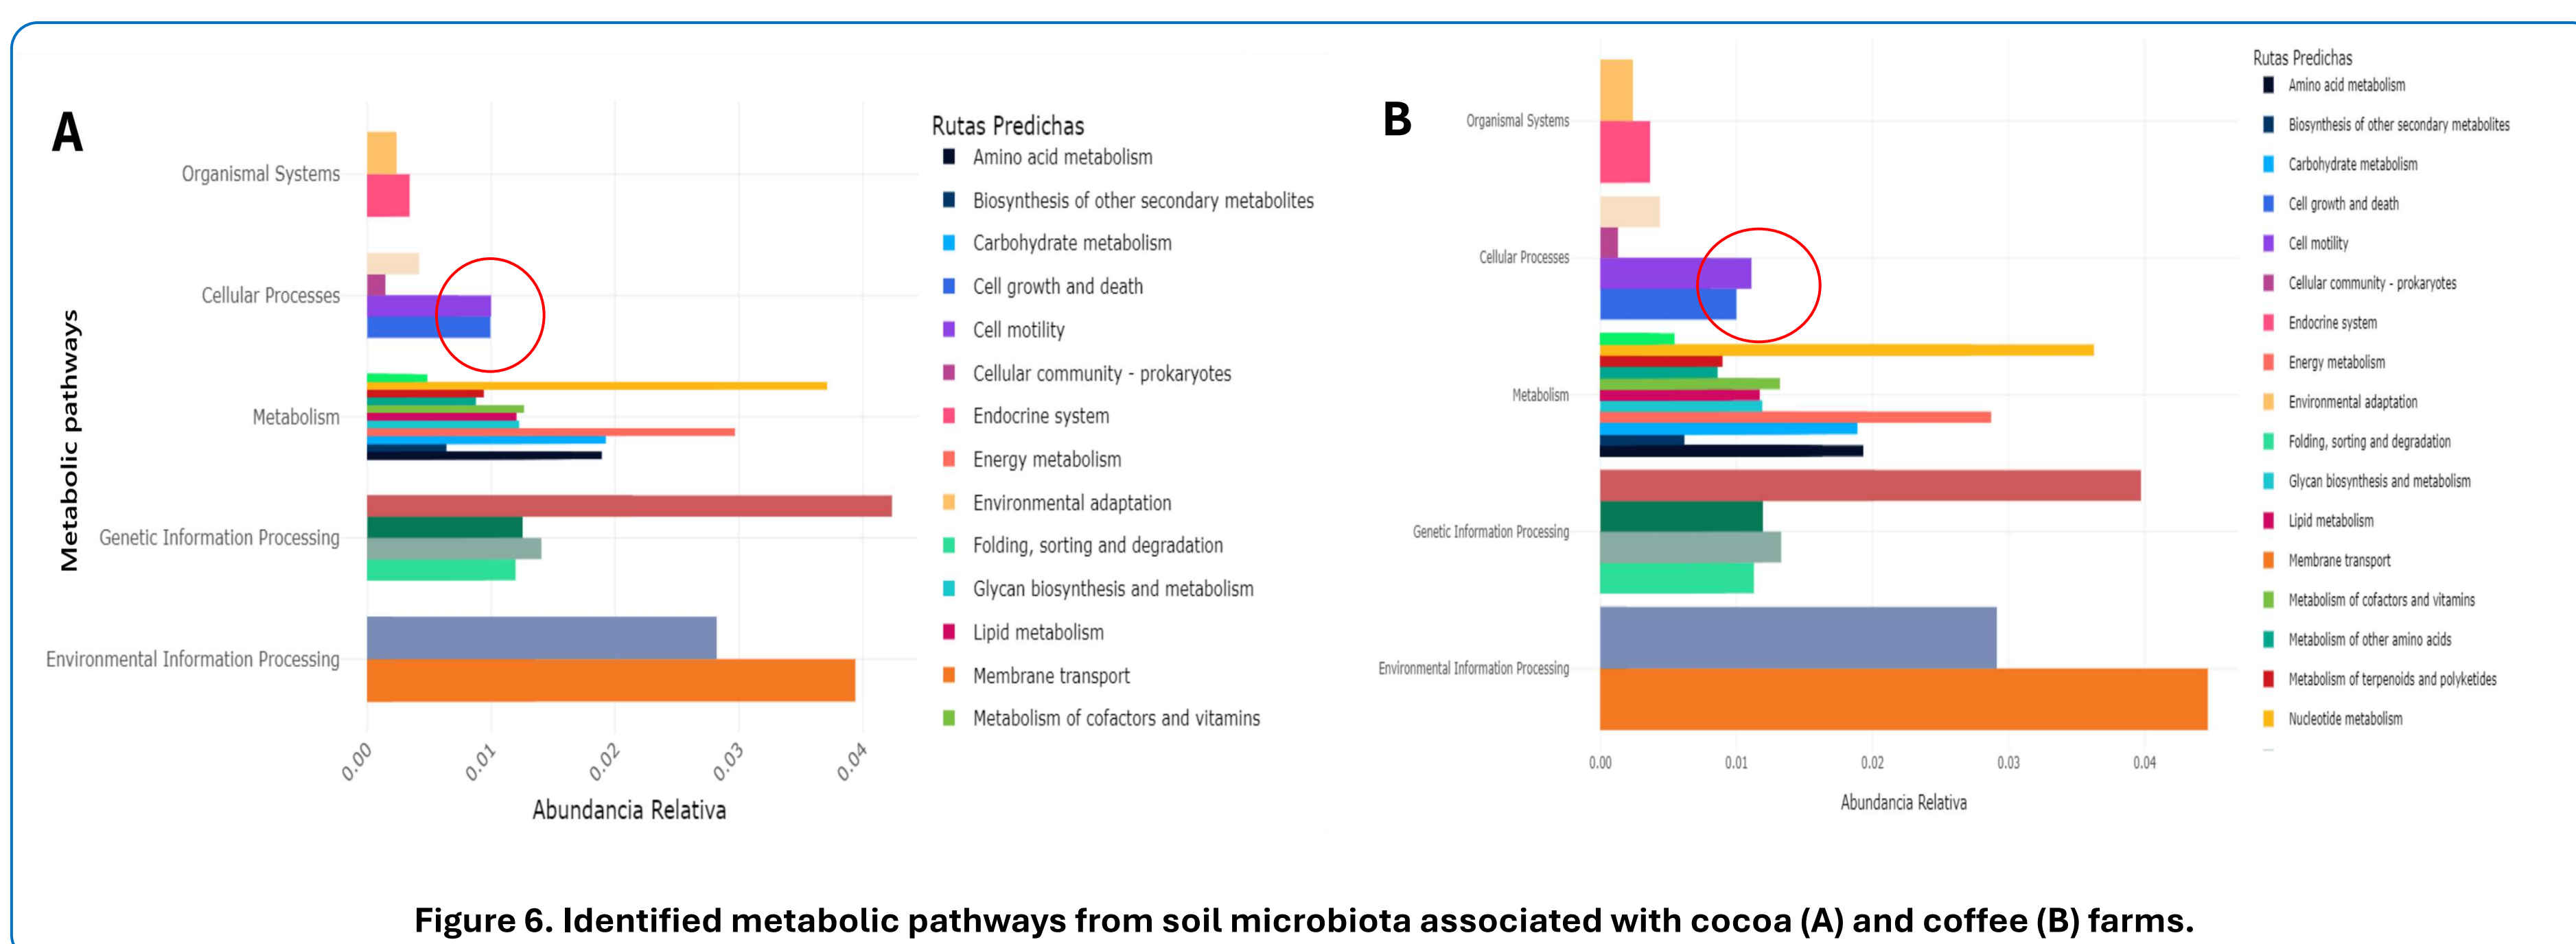 A
Metabolic pathways
Organismal Systems
Cellular Processes
Metabolism
Genetic Information Processing
Environmental Information Processing
0.00
0.01
0.02
0.03
0.04
Abundancia Relativa
Rutas Predichas
Amino acid metabolism
Biosynthesis of other secondary metabolites
Carbohydrate metabolism
Cell growth and death
Cell motility
Cellular community - prokaryotes
Endocrine system
Energy metabolism
Environmental adaptation
Folding, sorting and degradation
Glycan biosynthesis and metabolism
Lipid metabolism
Membrane transport
Metabolism of cofactors and vitamins
B
Organismal Systems
Cellular Processes
Metabolism
Genetic Information Processing
Environmental Information Processing
0.00
0.01
0.02
0.03
0.04
Abundancia Relativa
Rutas Predichas
Amino acid metabolism
Biosynthesis of other secondary metabolites
Carbohydrate metabolism
Cell growth and death
Cell motility
Cellular community - prokaryotes
Endocrine system
Energy metabolism
Environmental adaptation
Folding, sorting and degradation
Glycan biosynthesis and metabolism
Lipid metabolism
Membrane transport
Metabolism of cofactors and vitamins
Metabolism of other amino acids
Metabolism of terpenoids and polyketides
Nucleotide metabolism
Figure 6. Identified metabolic pathways from soil microbiota associated with cocoa (A) and coffee (B) farms.